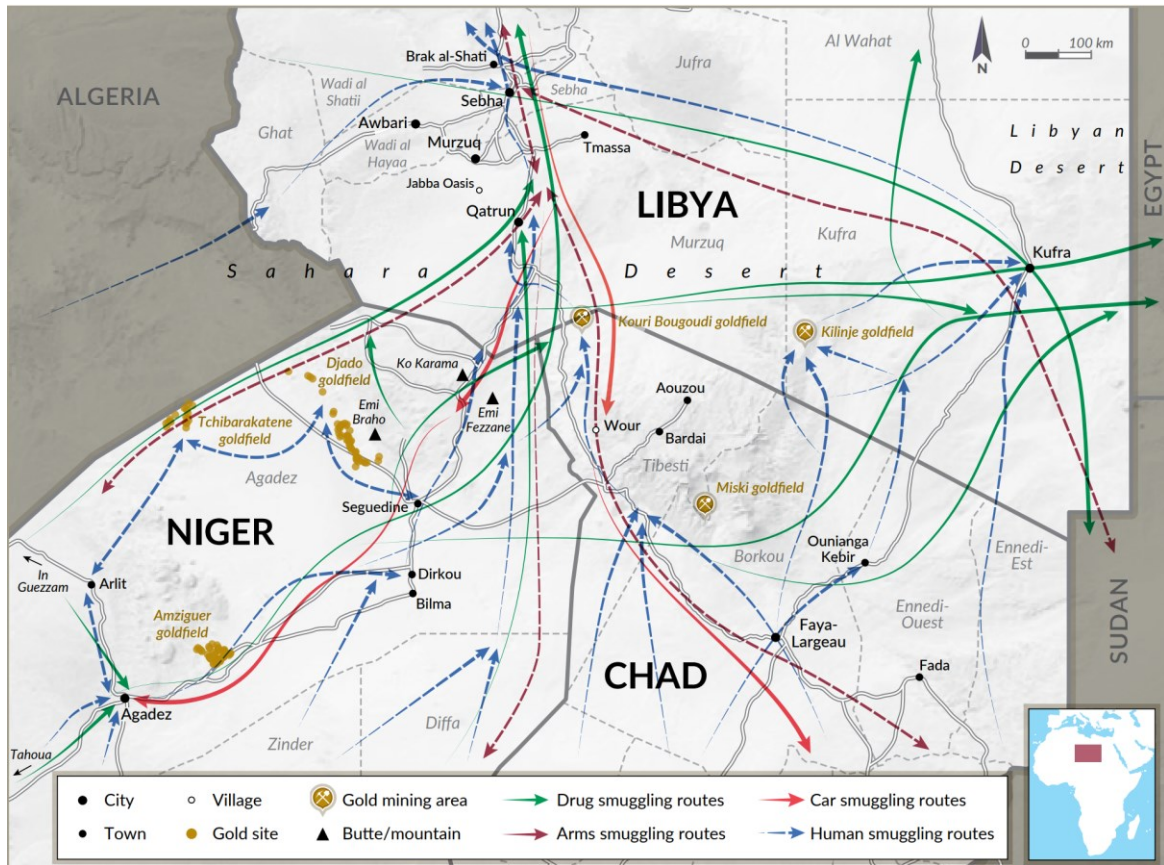 Al Wahat
N
0 100 km
Brak al-Shati
Jufra
Wadi al
Shatii
Sebha
Sebha
ALGERIA
Ghat
Awbari
Wadi al
Hayaa
Murzuq
Tmassa
Libyan
Desert
Jabba Oasis
Qatrun
LIBYA
EGYPT
Murzuq
Kufra
Kufra
Sahara Desert
Kouri Bougoudi goldfield
Kilinje goldfield
Djado
goldfield
Ko Karama
Emi
Fezzane
Emi
Braho
Aouzou
Tchibarakatene
goldfield
Wour
Bardai
Tibesti
Agadez
Miski goldfield
Seguedine
NIGER
Ounianga
Kebir
Borkou
Ennedi-
Est
In
Guezzam
Arlit
Dirkou
Bilma
Amziguer
goldfield
Ennedi-
Ouest
Faya-
Largeau
SUDAN
CHAD
Fada
Agadez
Diffa
Zinder
Tahoua
City
Village
Gold mining area
Drug smuggling routes
Car smuggling routes
Town
Gold site
Butte/mountain
Arms smuggling routes
Human smuggling routes